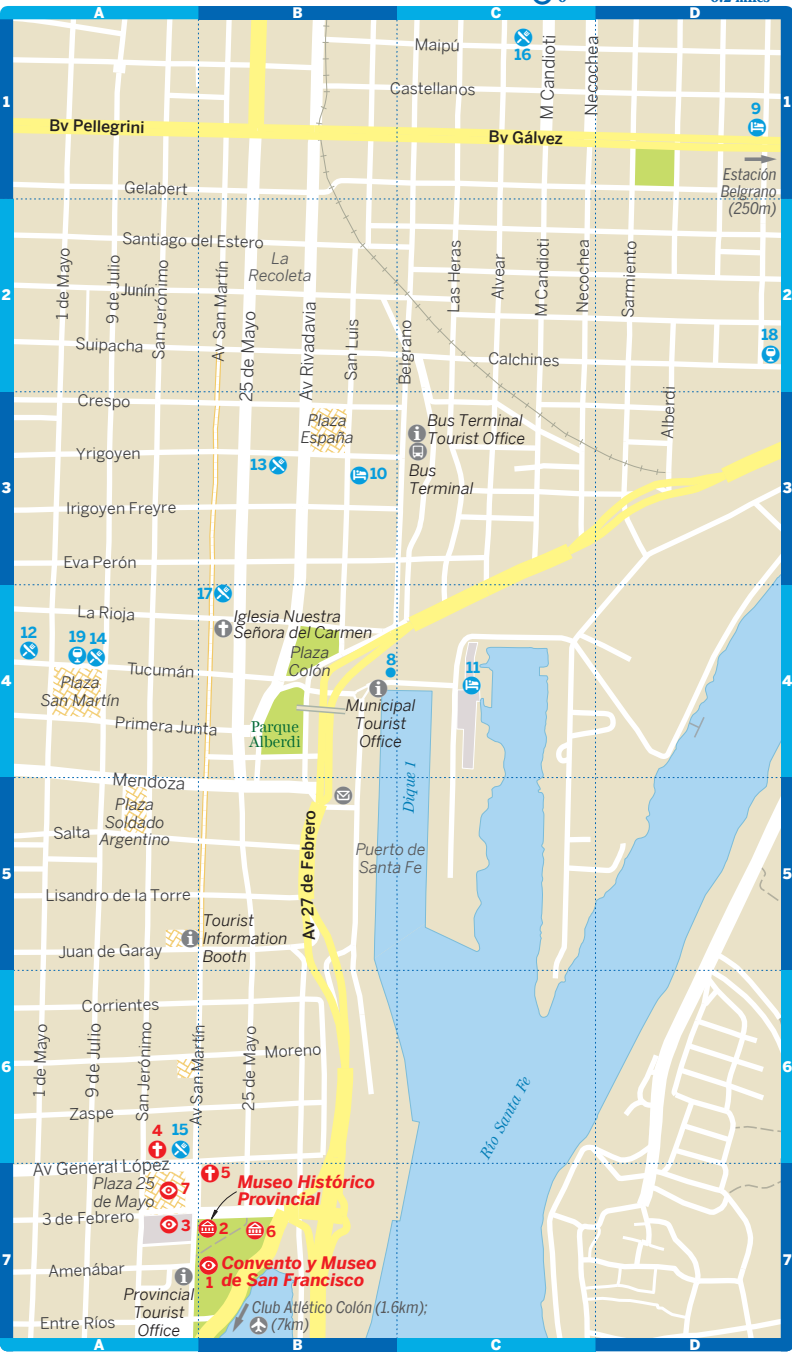 0.2 miles
A
B
C
D
1
Maipú
16
Castellanos
M Candioti
Necochea
9
1
Bv Pellegrini
Bv Gálvez
Estación
Belgrano
(250m)
Gelabert
Santiago del Estero
La
Recoleta
2
1 de Mayo
9 de Julio
Junín
San Jerónimo
Av San Martín
25 de Mayo
Av Rivadavia
San Luis
Belgrano
Las Heras
Alvear
M Candioti
Necochea
Sarmiento
2
Suipacha
Calchines
18
Crespo
Plaza
España
Bus Terminal
Tourist Office
Alberdi
Yrigoyen
13
10
Bus
Terminal
3
3
Irigoyen Freyre
Eva Perón
17
La Rioja
Iglesia Nuestra
Señora del Carmen
12
19
14
Plaza
Colón
8
11
Tucumán
4
4
Plaza
San Martín
Municipal
Tourist
Office
Primera Junta
Parque
Alberdi
Mendoza
Dique 1
Plaza
Soldado
Argentino
Salta
Av 27 de Febrero
Puerto de
Santa Fe
5
5
Lisandro de la Torre
Tourist
Information
Booth
Juan de Garay
Corrientes
1 de Mayo
9 de Julio
San Jerónimo
Av San Martín
25 de Mayo
Moreno
6
6
Río Santa Fe
Zaspe
4
15
Av General López
5
Plaza 25
de Mayo
7
Museo Histórico
Provincial
3 de Febrero
3
2
6
7
7
Amenábar
1
Convento y Museo
de San Francisco
Provincial
Tourist
Office
Club Atlético Colón (1.6km);
(7km)
Entre Ríos
A
B
C
D